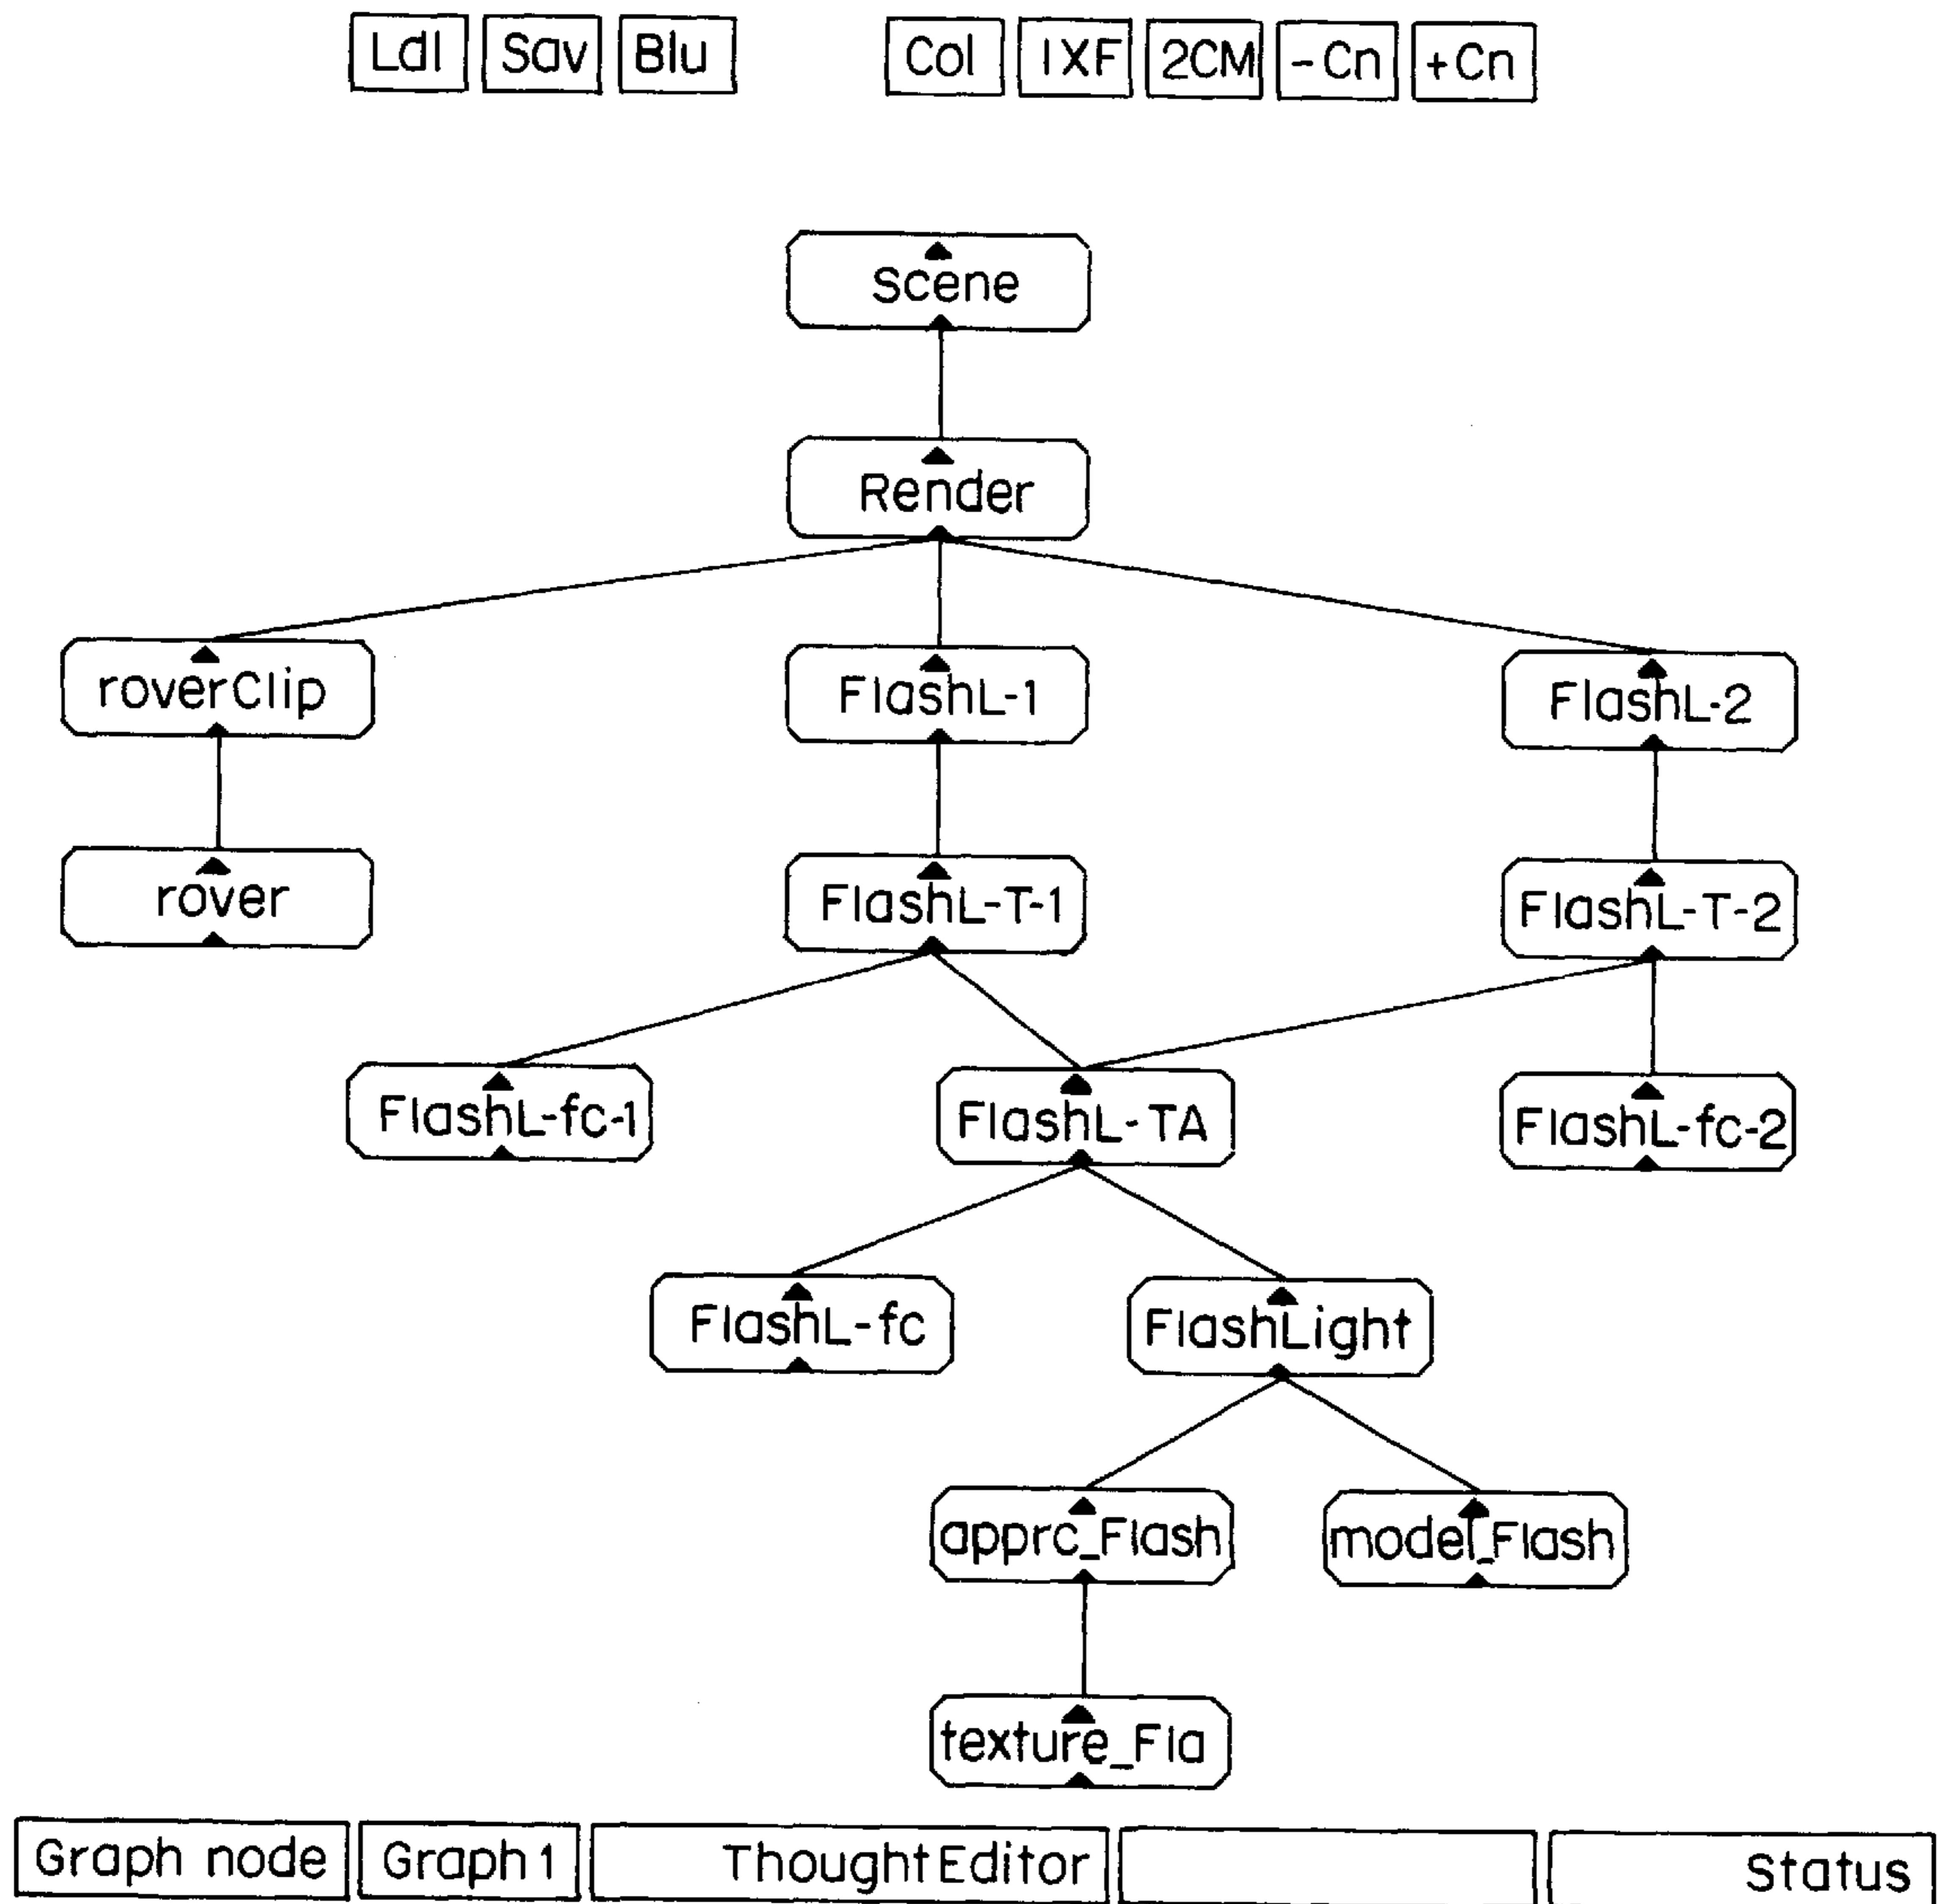 Ldl Sav Blu Col 1XF 2CM -Cn +Cn
scene
Render
roverClip FlashL-1 FlashL-2
rover FlashL-T-1 FlashL-T-2
FlashL-fc-1 FlashL-TA FlashL-fc-2
FlashL-fc FlashLight
apprc_Flash model_Flash
texture_Fla
Graph node Graph1 ThoughtEditor Status